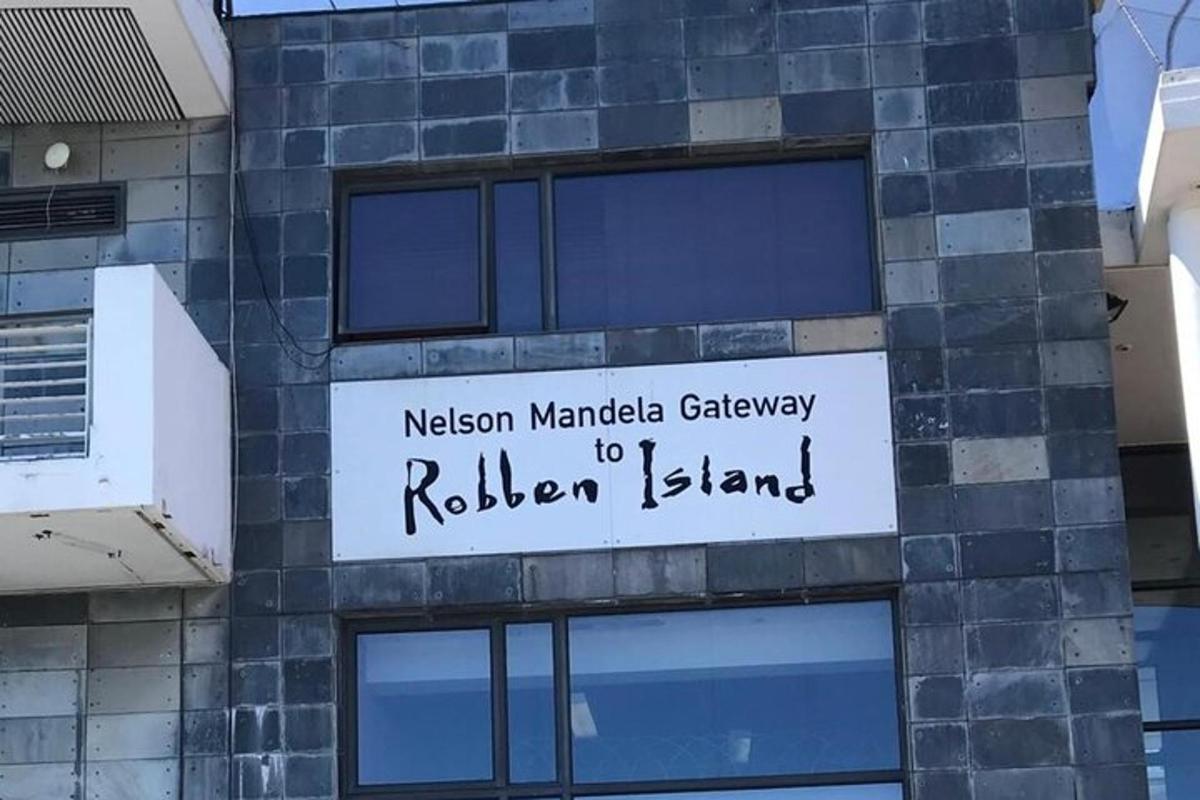 Nelson Mandela Gateway
to
Robben Island